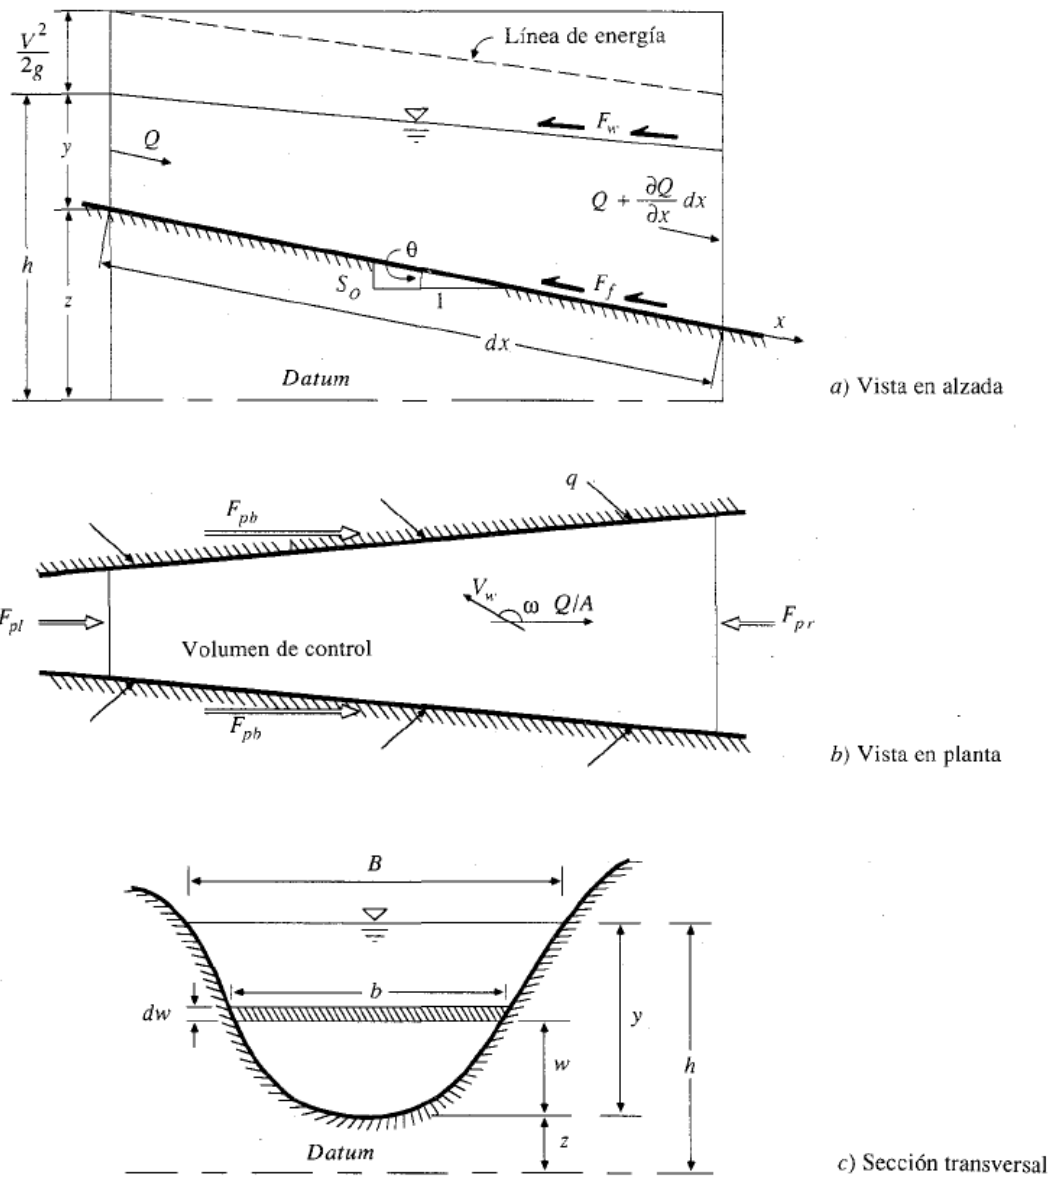 V²
2g
Línea de energía
F_w
y
Q
Q + ∂Q/∂x dx
h
θ
S_O
1
F_f
z
x
dx
Datum
a) Vista en alzada
q
F_pb
V_w
ω
Q/A
F_pl
F_pr
Volumen de control
F_pb
b) Vista en planta
B
b
dw
y
w
h
z
Datum
c) Sección transversal